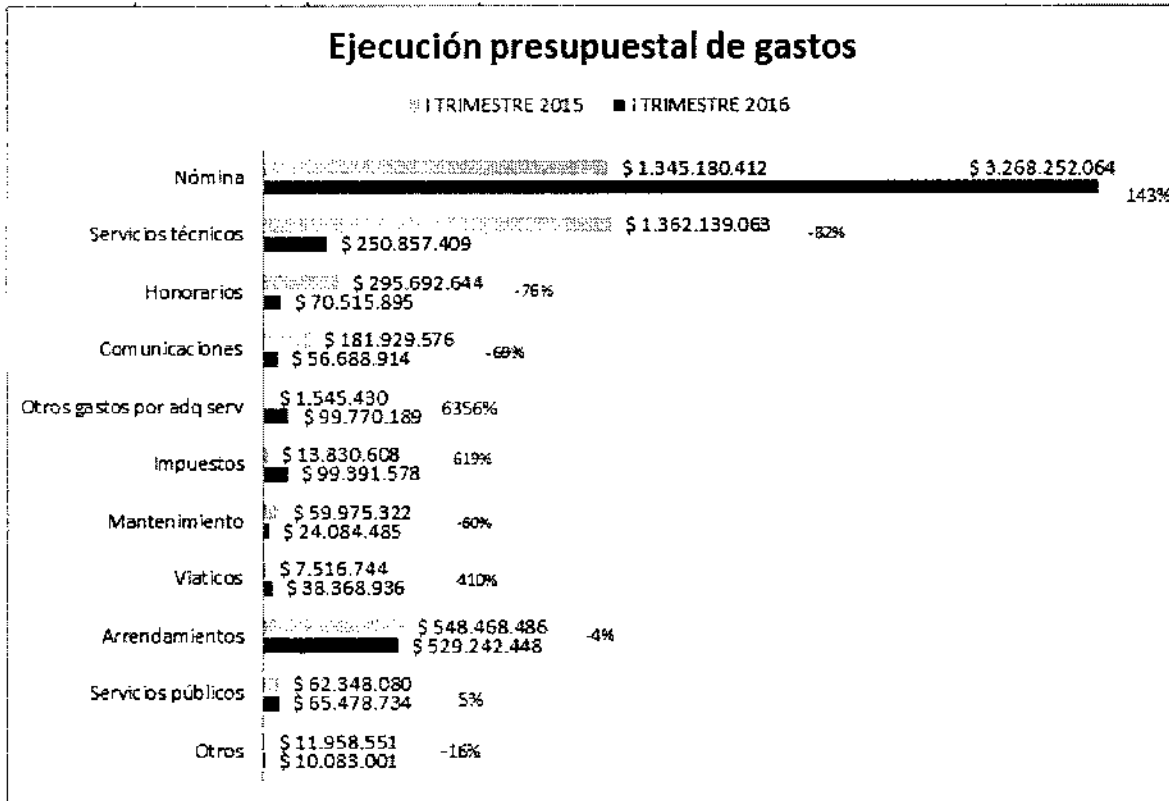 Ejecución presupuestal de gastos
I TRIMESTRE 2015 I TRIMESTRE 2016
Nómina
$ 1.345.180.412
$ 3.268.252.064
143%
Servicios técnicos
$ 1.362.139.063
$ 250.857.409
-82%
Honorarios
$ 295.692.644
$ 70.515.895
-76%
Comunicaciones
$ 181.929.576
$ 56.688.914
-69%
Otros gastos por adq serv
$ 1.545.430
$ 99.770.189
6356%
Impuestos
$ 13.830.608
$ 99.391.578
619%
Mantenimiento
$ 59.975.322
$ 24.084.485
-60%
Viaticos
$ 7.516.744
$ 38.368.936
410%
Arrendamientos
$ 548.468.486
$ 529.242.448
-4%
Servicios públicos
$ 62.348.080
$ 65.478.734
5%
Otros
$ 11.958.551
$ 10.083.001
-16%